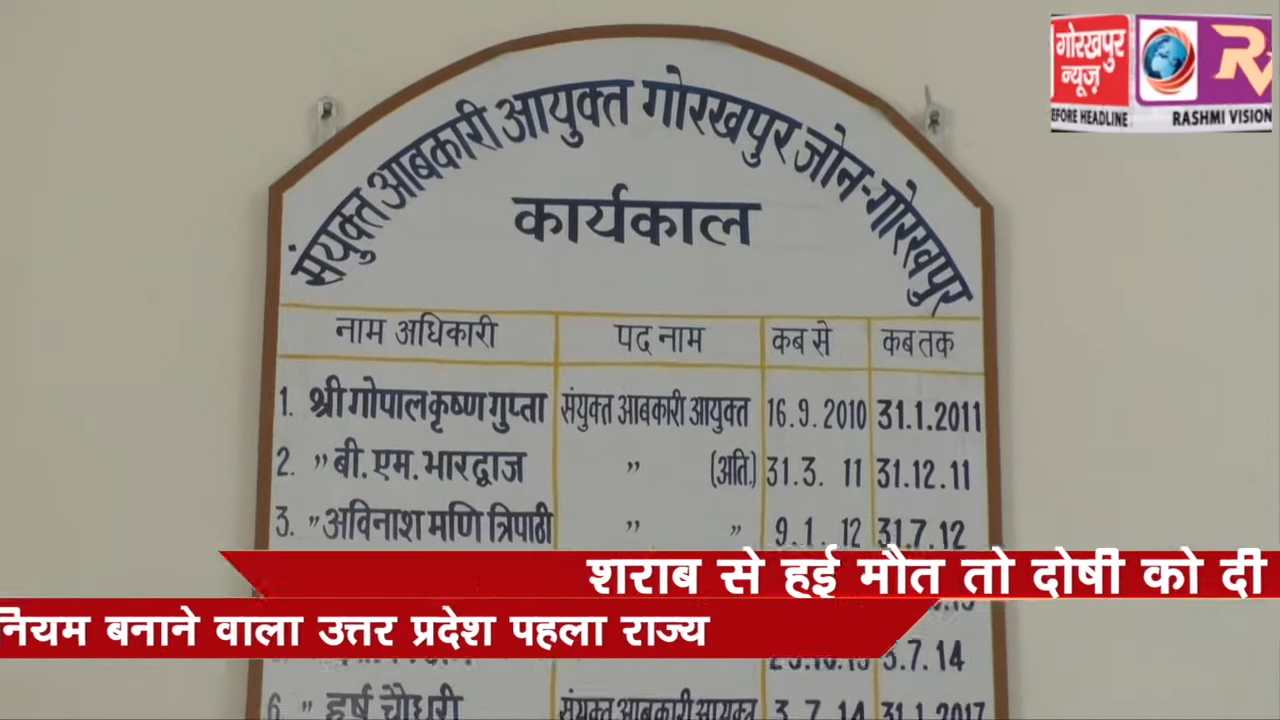 गोरखपुर
न्यूज़
EFORE HEADLINE
RASHMI VISION
संयुक्त आबकारी आयुक्त गोरखपुर जोन-गोरखपुर
कार्यकाल
नाम अधिकारी पद नाम कब से कब तक
1. श्री गोपाल कृष्ण गुप्ता संयुक्त आबकारी आयुक्त 16.9.2010 31.1.2011
2. ” बी. एम. भारद्वाज ” (अति.) 31.3. 11 31.12.11
3. ” अविनाश मणि त्रिपाठी ” ” 9.1. 12 31.7.12
शराब से हुई मौत तो दोषी को दी
नियम बनाने वाला उत्तर प्रदेश पहला राज्य
.7.14
6. ” हर्ष चौधरी संयुक्त आबकारी आयुक्त 3.7.14 31.1.2017